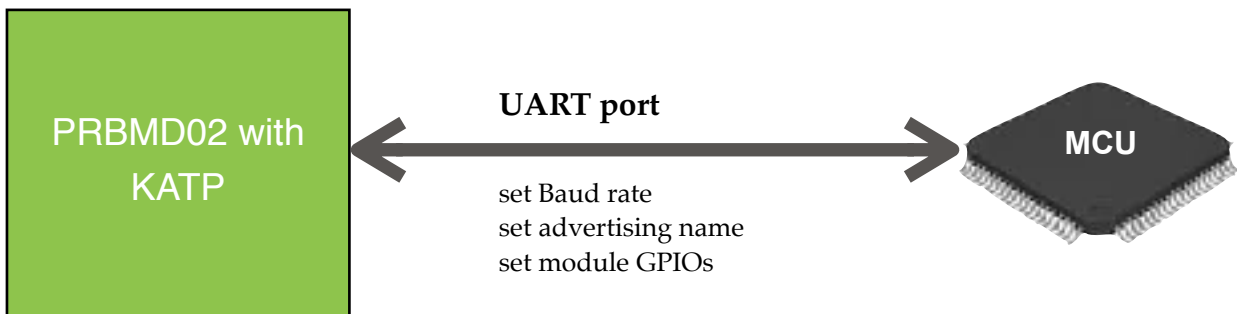 PRBMD02 with
KATP
UART port
set Baud rate
set advertising name
set module GPIOs
MCU